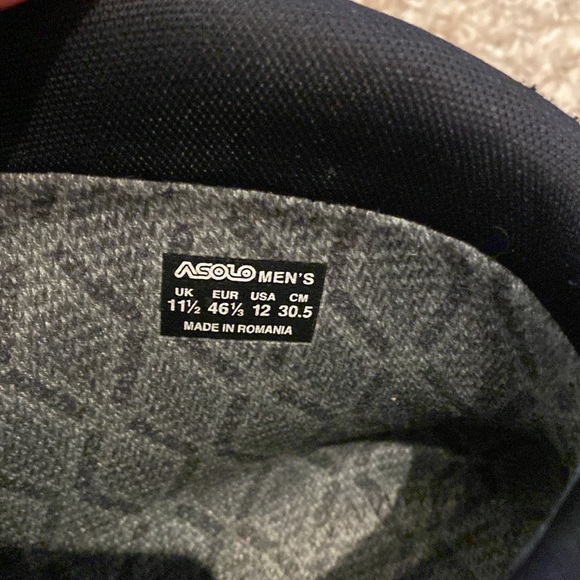 ASOLO MEN'S
UK EUR USA CM
11½ 46⅓ 12 30.5
MADE IN ROMANIA